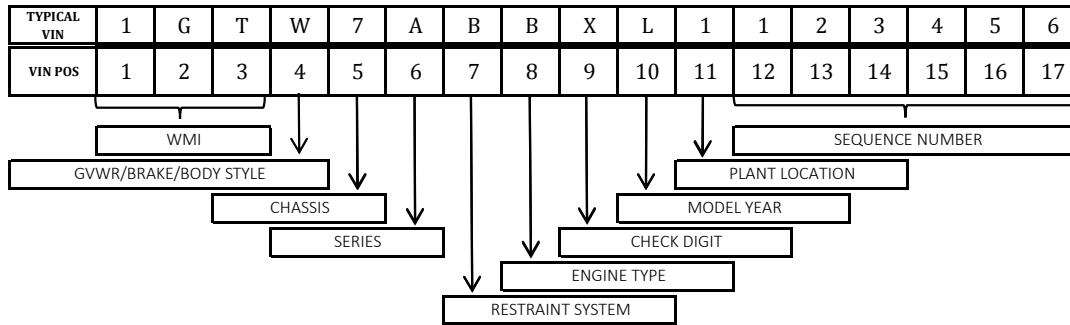 TYPICAL VIN 1 G T W 7 A B B X L 1 1 2 3 4 5 6
VIN POS 1 2 3 4 5 6 7 8 9 10 11 12 13 14 15 16 17
WMI SEQUENCE NUMBER
GVWR/BRAKE/BODY STYLE PLANT LOCATION
CHASSIS MODEL YEAR
SERIES CHECK DIGIT
ENGINE TYPE
RESTRAINT SYSTEM